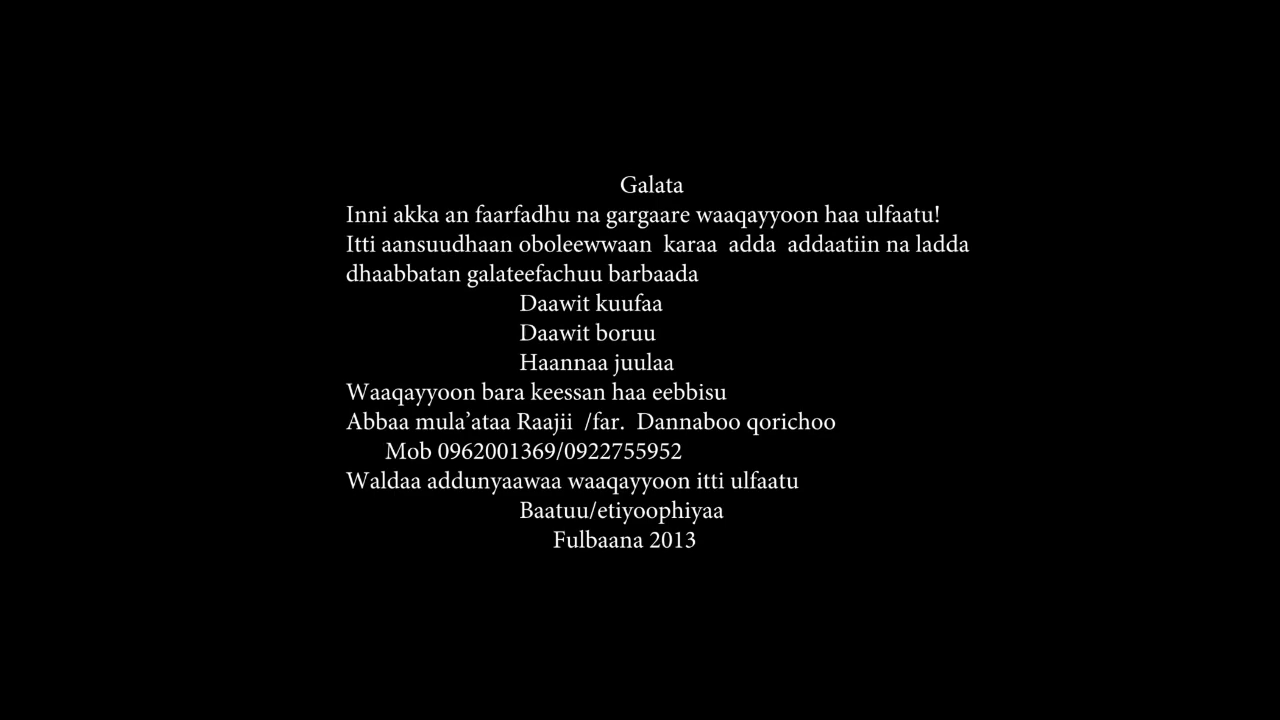 Galata
Inni akka an faarfadhu na gargaare waaqayyoon haa ulfaatu!
Itti aansuudhaan oboleewwaan karaa adda addaatiin na ladda
dhaabbatan galateefachuu barbaada
Daawit kuufaa
Daawit boruu
Haannaa juulaa
Waaqayyoon bara keessan haa eebbisu
Abbaa mula’ataa Raajii /far. Dannaboo qorichoo
Mob 0962001369/0922755952
Waldaa addunyaawaa waaqayyoon itti ulfaatu
Baatuu/etiyoophiyaa
Fulbaana 2013